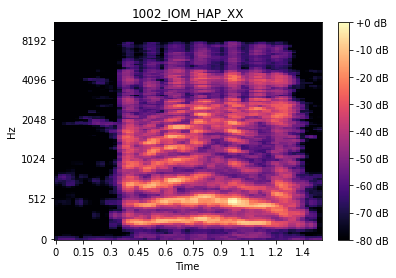 1002_IOM_HAP_XX
8192
4096
2048
1024
512
0
Hz
0 0.15 0.3 0.45 0.6 0.75 0.9 1.1 1.2 1.4
Time
+0 dB
-10 dB
-20 dB
-30 dB
-40 dB
-50 dB
-60 dB
-70 dB
-80 dB